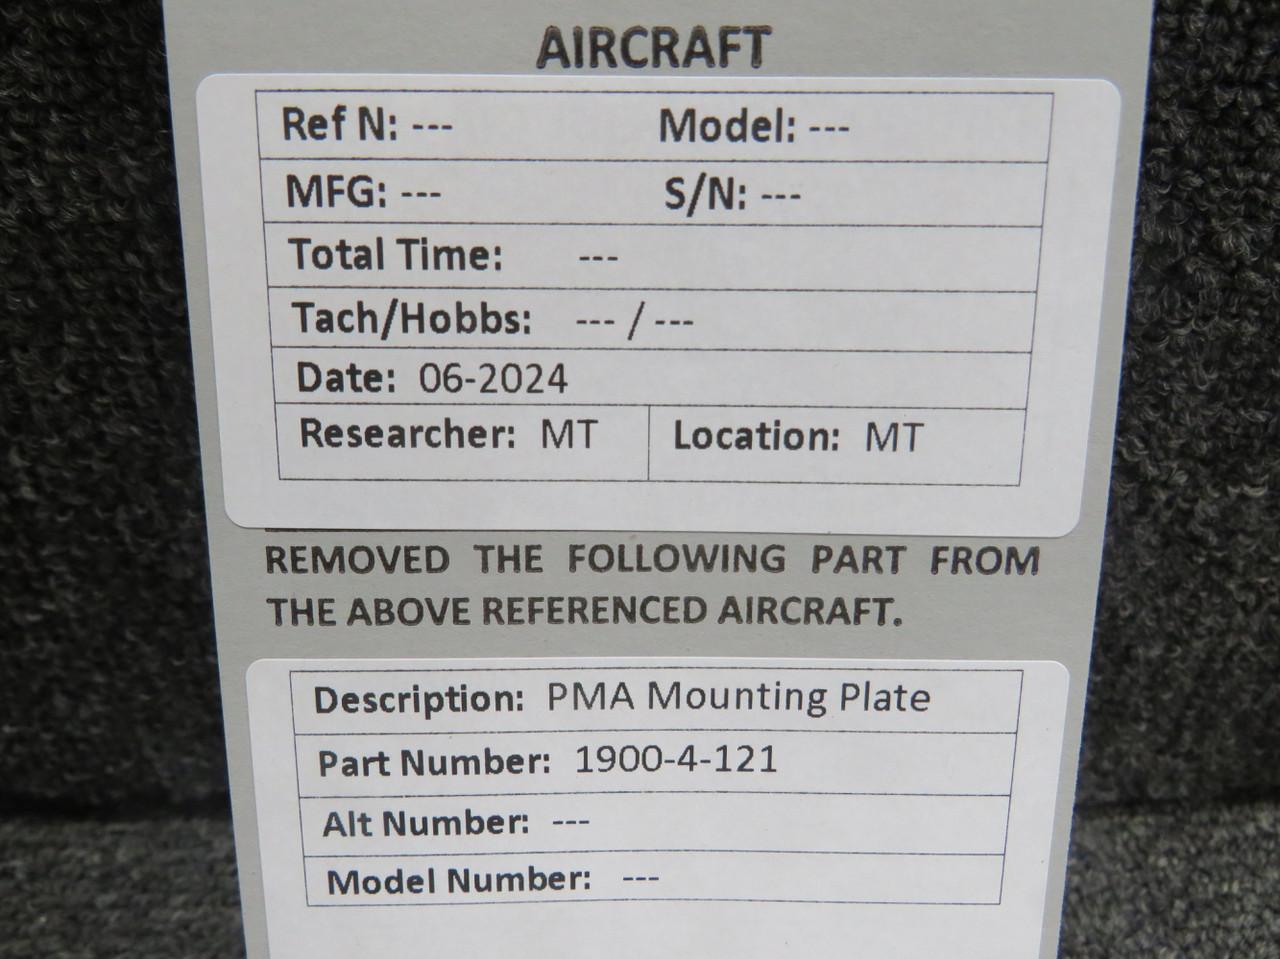 AIRCRAFT
Ref N: --- Model: ---
MFG: --- S/N: ---
Total Time: ---
Tach/Hobbs: --- / ---
Date: 06-2024
Researcher: MT Location: MT
REMOVED THE FOLLOWING PART FROM
THE ABOVE REFERENCED AIRCRAFT.
Description: PMA Mounting Plate
Part Number: 1900-4-121
Alt Number: ---
Model Number: ---